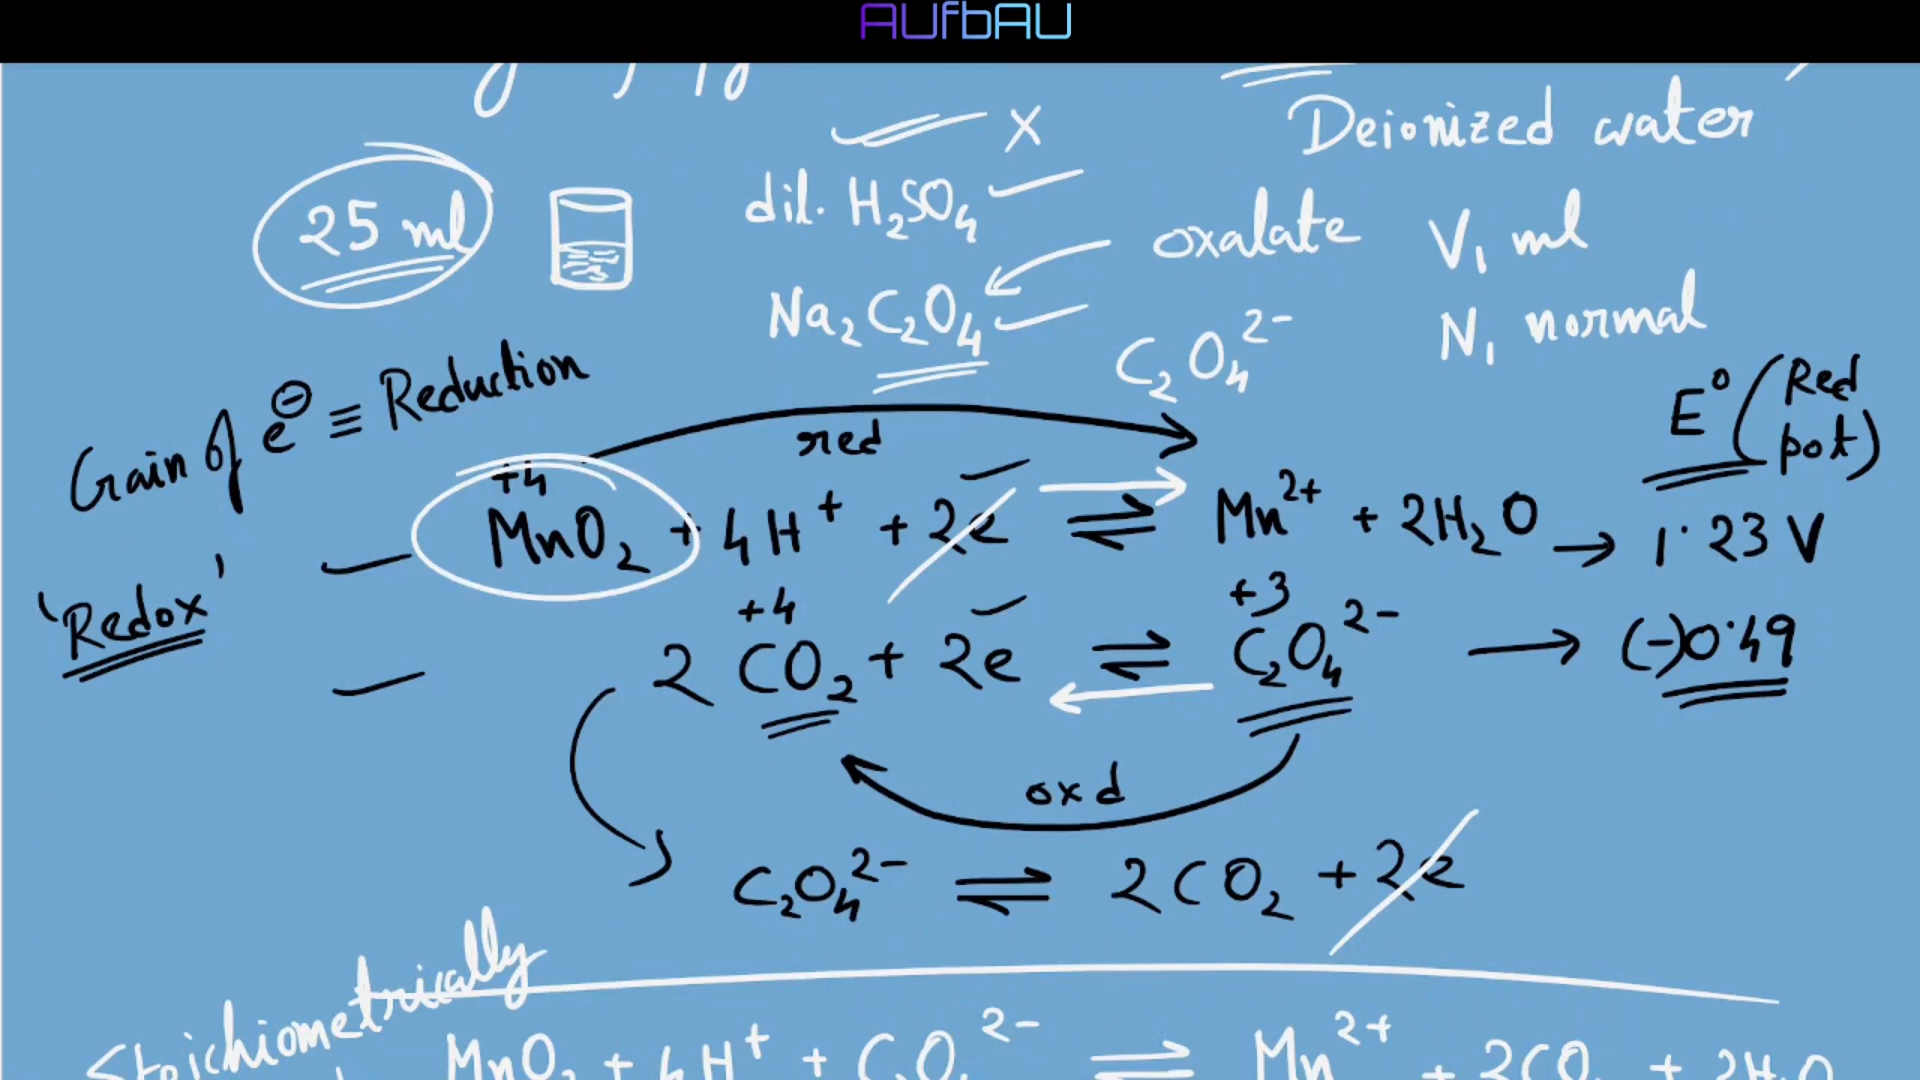 AUFBAU
Deionized water
X
25 ml
dil. H₂SO₄
oxalate V₁ ml
Na₂C₂O₄
C₂O₄²⁻
N₁ normal
Gain of e⊖ ≡ Reduction
E⁰ (Red pot)
red
+4
MnO₂ + 4H⁺ + 2e ⇌ Mn²⁺ + 2H₂O → 1.23 V
'Redox'
+4 +3
2CO₂ + 2e ⇌ C₂O₄²⁻ → (-)0.49
oxd
C₂O₄²⁻ ⇌ 2CO₂ + 2e
Stoichiometrically
MnO₂ + 4H⁺ + C₂O₄²⁻ ⇌ Mn²⁺ + 2CO₂ + 2H₂O